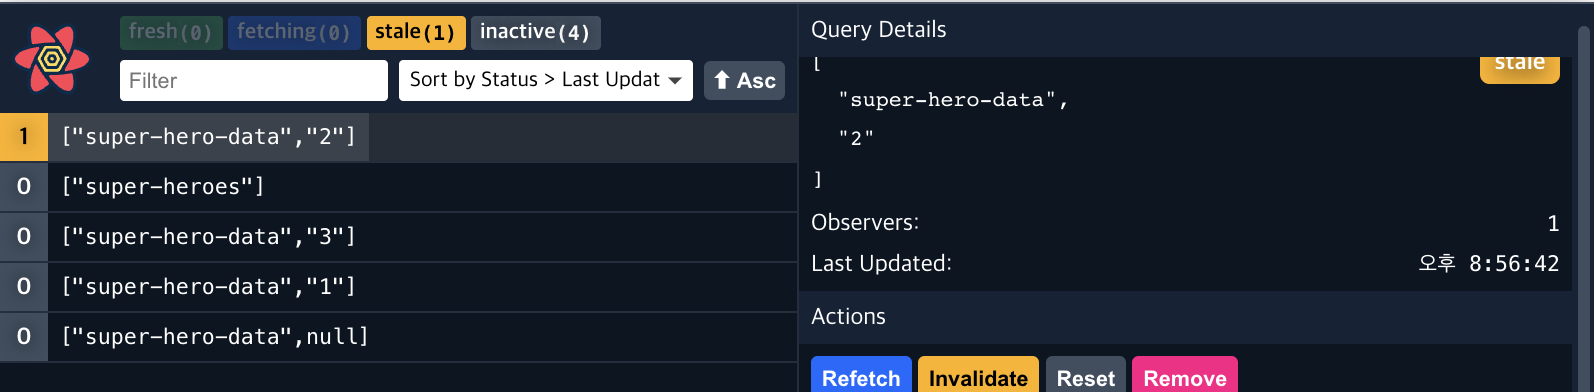 fresh(0) fetching(0) stale(1) inactive(4)
Filter Sort by Status > Last Updat Asc
1 ["super-hero-data","2"]
0 ["super-heroes"]
0 ["super-hero-data","3"]
0 ["super-hero-data","1"]
0 ["super-hero-data",null]
Query Details
[ stale
"super-hero-data",
"2"
]
Observers: 1
Last Updated: 오후 8:56:42
Actions
Refetch Invalidate Reset Remove